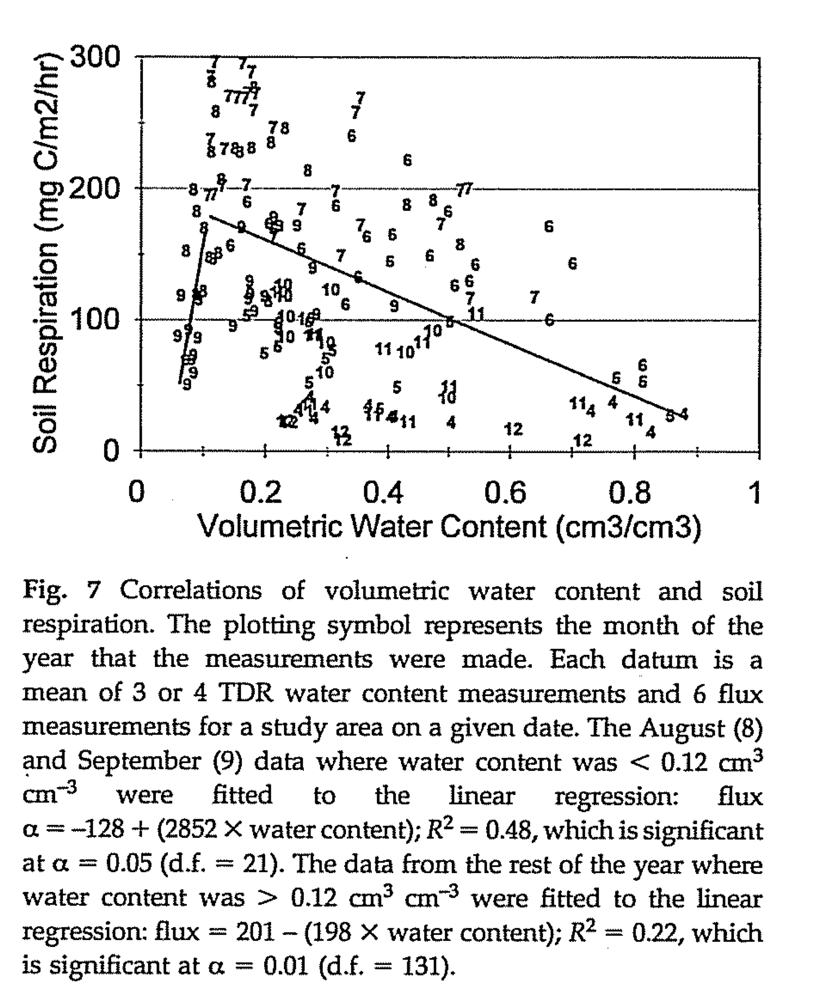 Soil Respiration (mg C/m2/hr)
300
200
100
0
0 0.2 0.4 0.6 0.8 1
Volumetric Water Content (cm3/cm3)
Fig. 7 Correlations of volumetric water content and soil
respiration. The plotting symbol represents the month of the
year that the measurements were made. Each datum is a
mean of 3 or 4 TDR water content measurements and 6 flux
measurements for a study area on a given date. The August (8)
and September (9) data where water content was < 0.12 cm³
cm⁻³ were fitted to the linear regression: flux
α = –128 + (2852 × water content); R² = 0.48, which is significant
at α = 0.05 (d.f. = 21). The data from the rest of the year where
water content was > 0.12 cm³ cm⁻³ were fitted to the linear
regression: flux = 201 – (198 × water content); R² = 0.22, which
is significant at α = 0.01 (d.f. = 131).